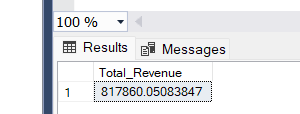 100 %
Results Messages
Total_Revenue
1 817860.05083847